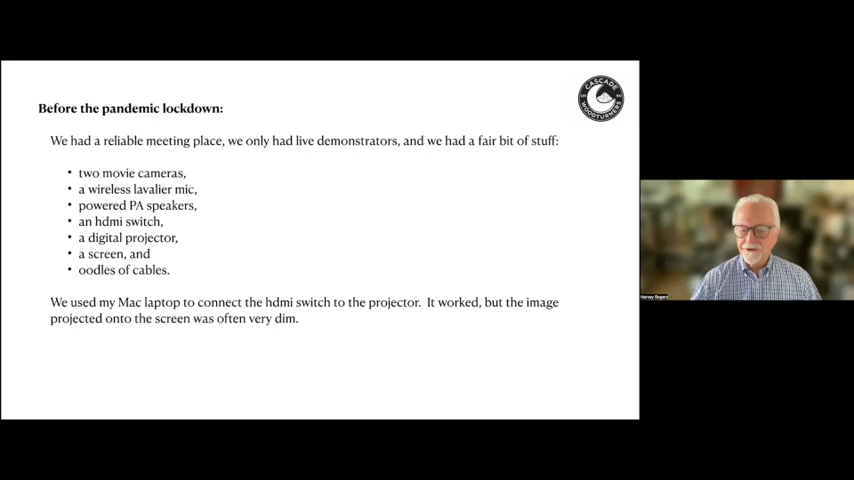 Before the pandemic lockdown:
CASCADE
WOODTURNERS
We had a reliable meeting place, we only had live demonstrators, and we had a fair bit of stuff:
• two movie cameras,
• a wireless lavalier mic,
• powered PA speakers,
• an hdmi switch,
• a digital projector,
• a screen, and
• oodles of cables.
We used my Mac laptop to connect the hdmi switch to the projector. It worked, but the image
projected onto the screen was often very dim.
Harvey Rogers